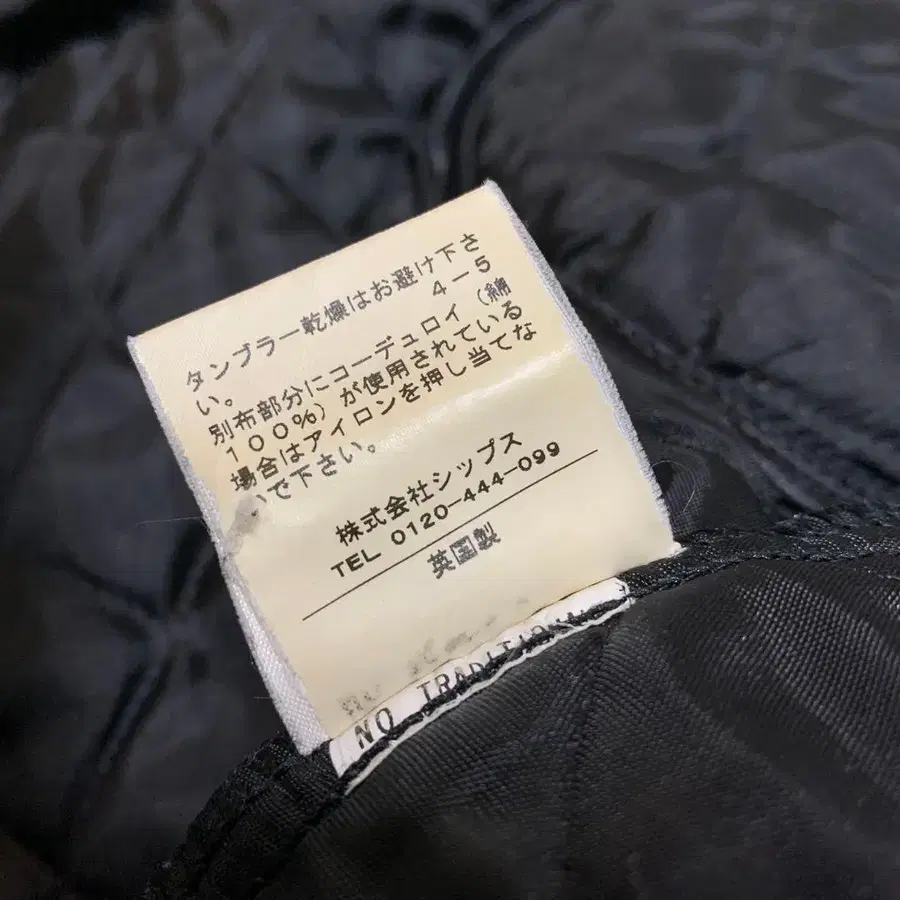 タンブラー乾燥はお避け下さ
い。
4-5
別布部分にコーデュロイ(綿
100%)が使用されている
場合はアイロンを押し当てな
いで下さい。
株式会社シップス
TEL 0120-444-099
英国製
NO TRADITIONAL